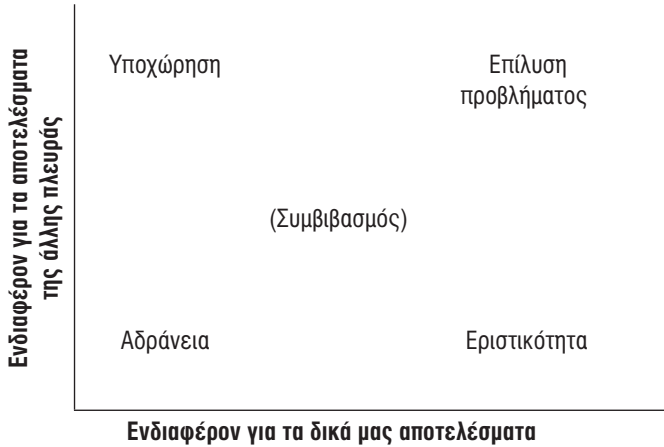 Ενδιαφέρον για τα αποτελέσματα
της άλλης πλευράς
Υποχώρηση
Επίλυση
προβλήματος
(Συμβιβασμός)
Αδράνεια
Εριστικότητα
Ενδιαφέρον για τα δικά μας αποτελέσματα